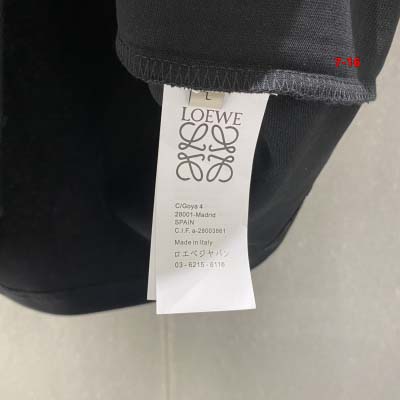 7-16
L
LOEWE
C/Goya 4
28001-Madrid
SPAIN
C.I.F. a-28003861
Made in Italy
ロエベジャパン
03 - 6215 - 6116